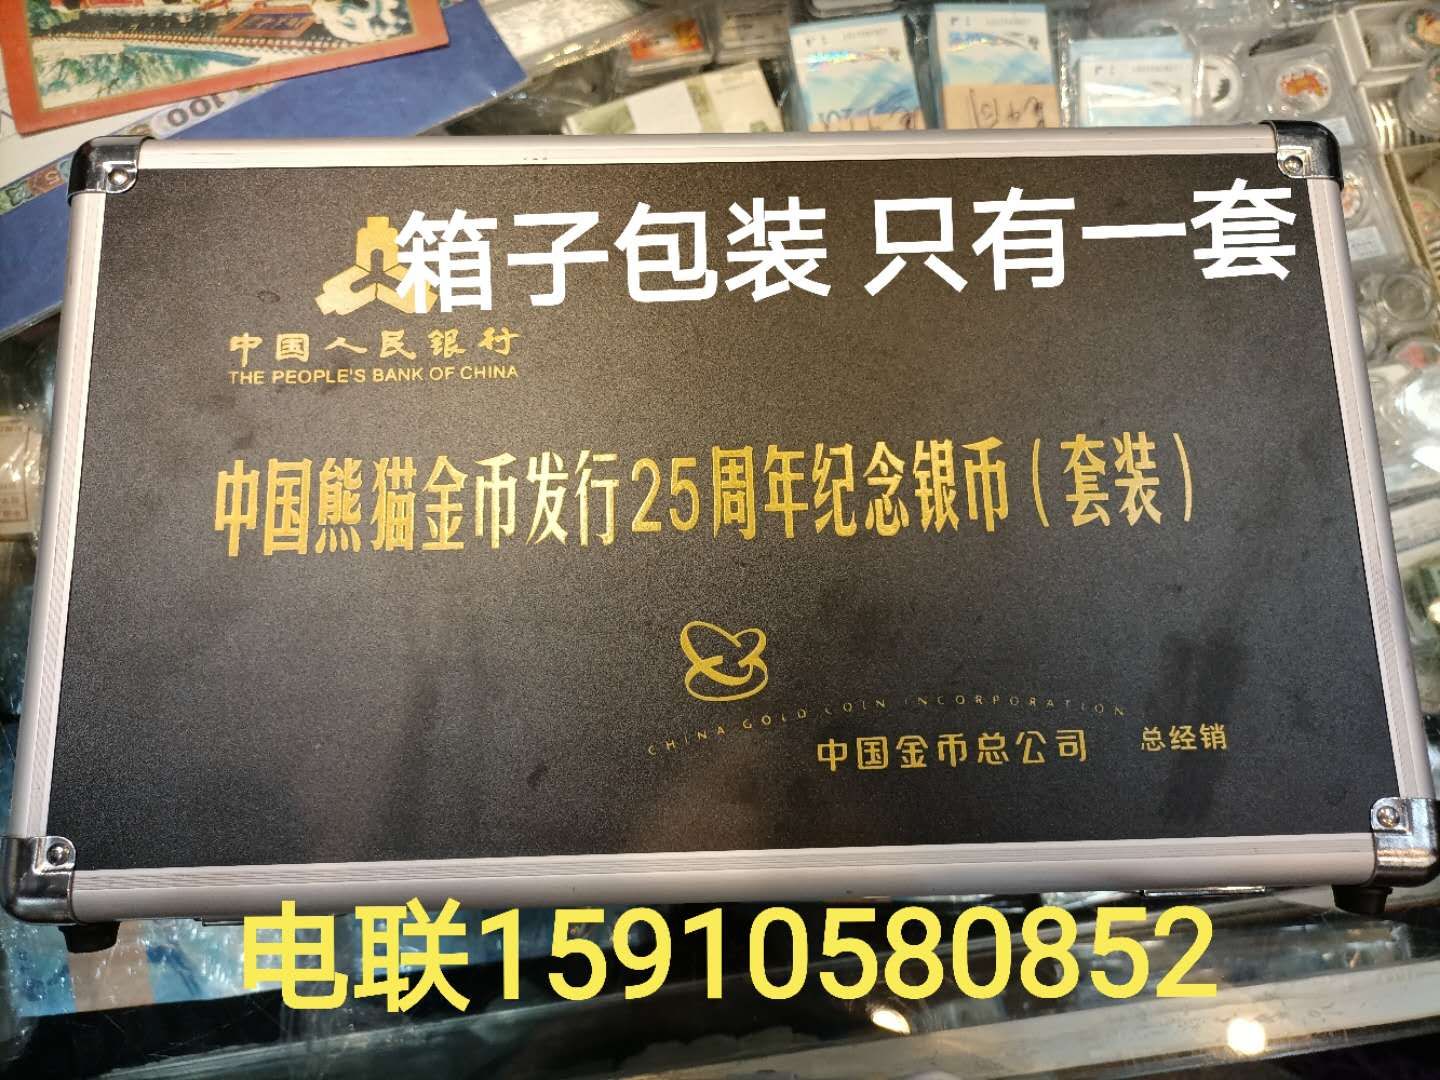 箱子包装 只有一套
中国人民银行
THE PEOPLE'S BANK OF CHINA
中国熊猫金币发行25周年纪念银币(套装)
CHINA GOLD COIN INCORPORATION
中国金币总公司 总经销
电联15910580852
100